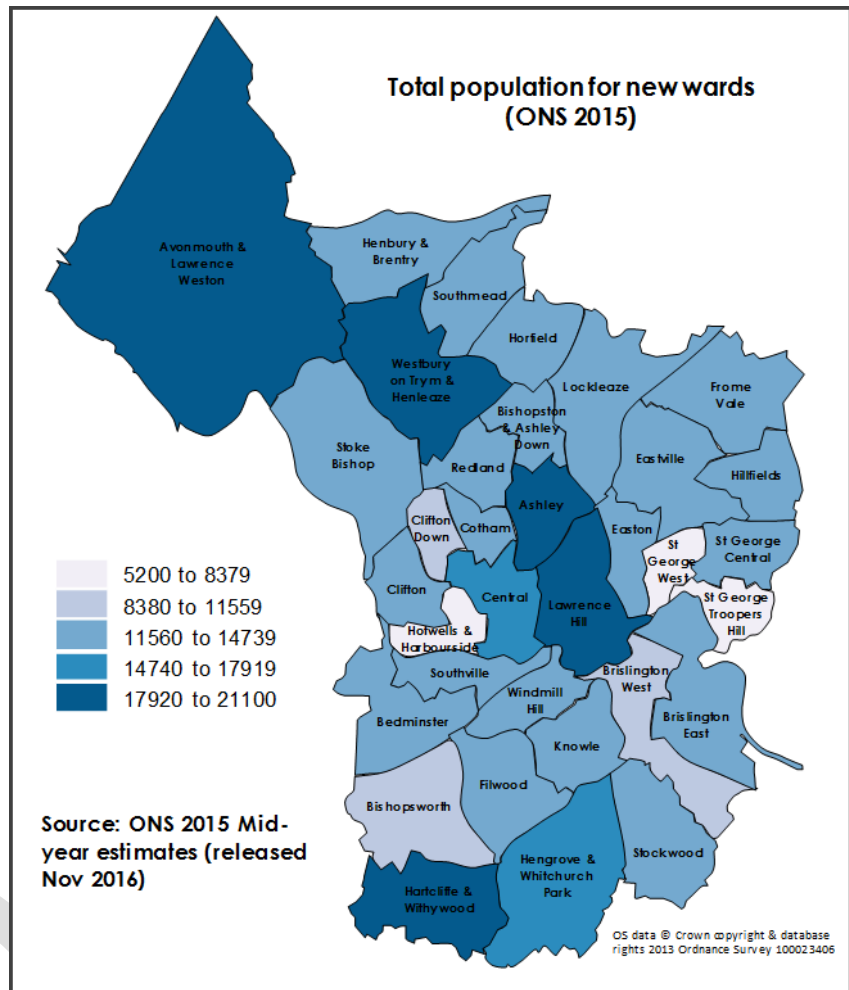 Total population for new wards
(ONS 2015)
Avonmouth &
Lawrence
Weston
Henbury &
Brentry
Southmead
Horfield
Westbury
on Trym &
Henleaze
Lockleaze
Frome
Vale
Bishopston
& Ashley
Down
Stoke
Bishop
Redland
Eastville
Hillfields
Ashley
Clifton
Down
Cotham
Easton
St
George
West
St George
Central
Clifton
Central
Lawrence
Hill
St George
Troopers
Hill
Hotwells &
Harbourside
Southville
Brislington
West
Windmill
Hill
Bedminster
Brislington
East
Knowle
Filwood
Bishopsworth
Stockwood
Hengrove &
Whitchurch
Park
Hartcliffe &
Withywood
5200 to 8379
8380 to 11559
11560 to 14739
14740 to 17919
17920 to 21100
Source: ONS 2015 Mid-
year estimates (released
Nov 2016)
OS data © Crown copyright & database
rights 2013 Ordnance Survey 100023406